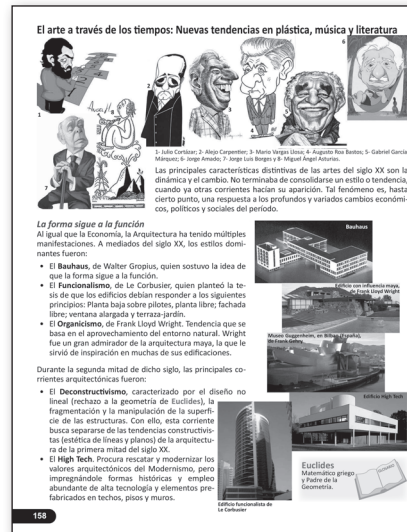 El arte a través de los tiempos: Nuevas tendencias en plástica, música y literatura
1
2
3
4
6
7
1- Julio Cortázar; 2- Alejo Carpentier; 3- Mario Vargas Llosa; 4- Augusto Roa Bastos; 5- Gabriel García
Márquez; 6- Jorge Amado; 7- Jorge Luis Borges y 8- Miguel Ángel Asturias.
Las principales características distintivas de las artes del siglo XX son la
dinámica y el cambio. No terminaba de consolidarse un estilo o tendencia,
cuando ya otras corrientes hacían su aparición. Tal fenómeno es, hasta
cierto punto, una respuesta a los profundos y variados cambios económi-
cos, políticos y sociales del período.
La forma sigue a la función
Al igual que la Economía, la Arquitectura ha tenido múltiples
manifestaciones. A mediados del siglo XX, los estilos domi-
nantes fueron:
• El Bauhaus, de Walter Gropius, quien sostuvo la idea de
que la forma sigue a la función.
• El Funcionalismo, de Le Corbusier, quien planteó la te-
sis de que los edificios debían responder a los siguientes
principios: Planta baja sobre pilotes, planta libre; fachada
libre; ventana alargada y terraza-jardín.
• El Organicismo, de Frank Lloyd Wright. Tendencia que se
basa en el aprovechamiento del entorno natural. Wright
fue un gran admirador de la arquitectura maya, la que le
sirvió de inspiración en muchas de sus edificaciones.
Durante la segunda mitad de dicho siglo, las principales co-
rrientes arquitectónicas fueron:
• El Deconstructivismo, caracterizado por el diseño no
lineal (rechazo a la geometría de Euclides), la
fragmentación y la manipulación de la superfi-
cie de las estructuras. Con ello, esta corriente
busca separarse de las tendencias constructivis-
tas (estética de líneas y planos) de la arquitectu-
ra de la primera mitad del siglo XX.
• El High Tech. Procura rescatar y modernizar los
valores arquitectónicos del Modernismo, pero
impregnándole formas históricas y empleo
abundante de alta tecnología y elementos pre-
fabricados en techos, pisos y muros.
Bauhaus
Edificio con influencia maya,
de Frank Lloyd Wright
Museo Guggenheim, en Bilbao (España),
de Frank Gehry
Edificio High Tech
Edificio funcionalista de
Le Corbusier
Euclides
Matemático griego
y Padre de la
Geometría.
158